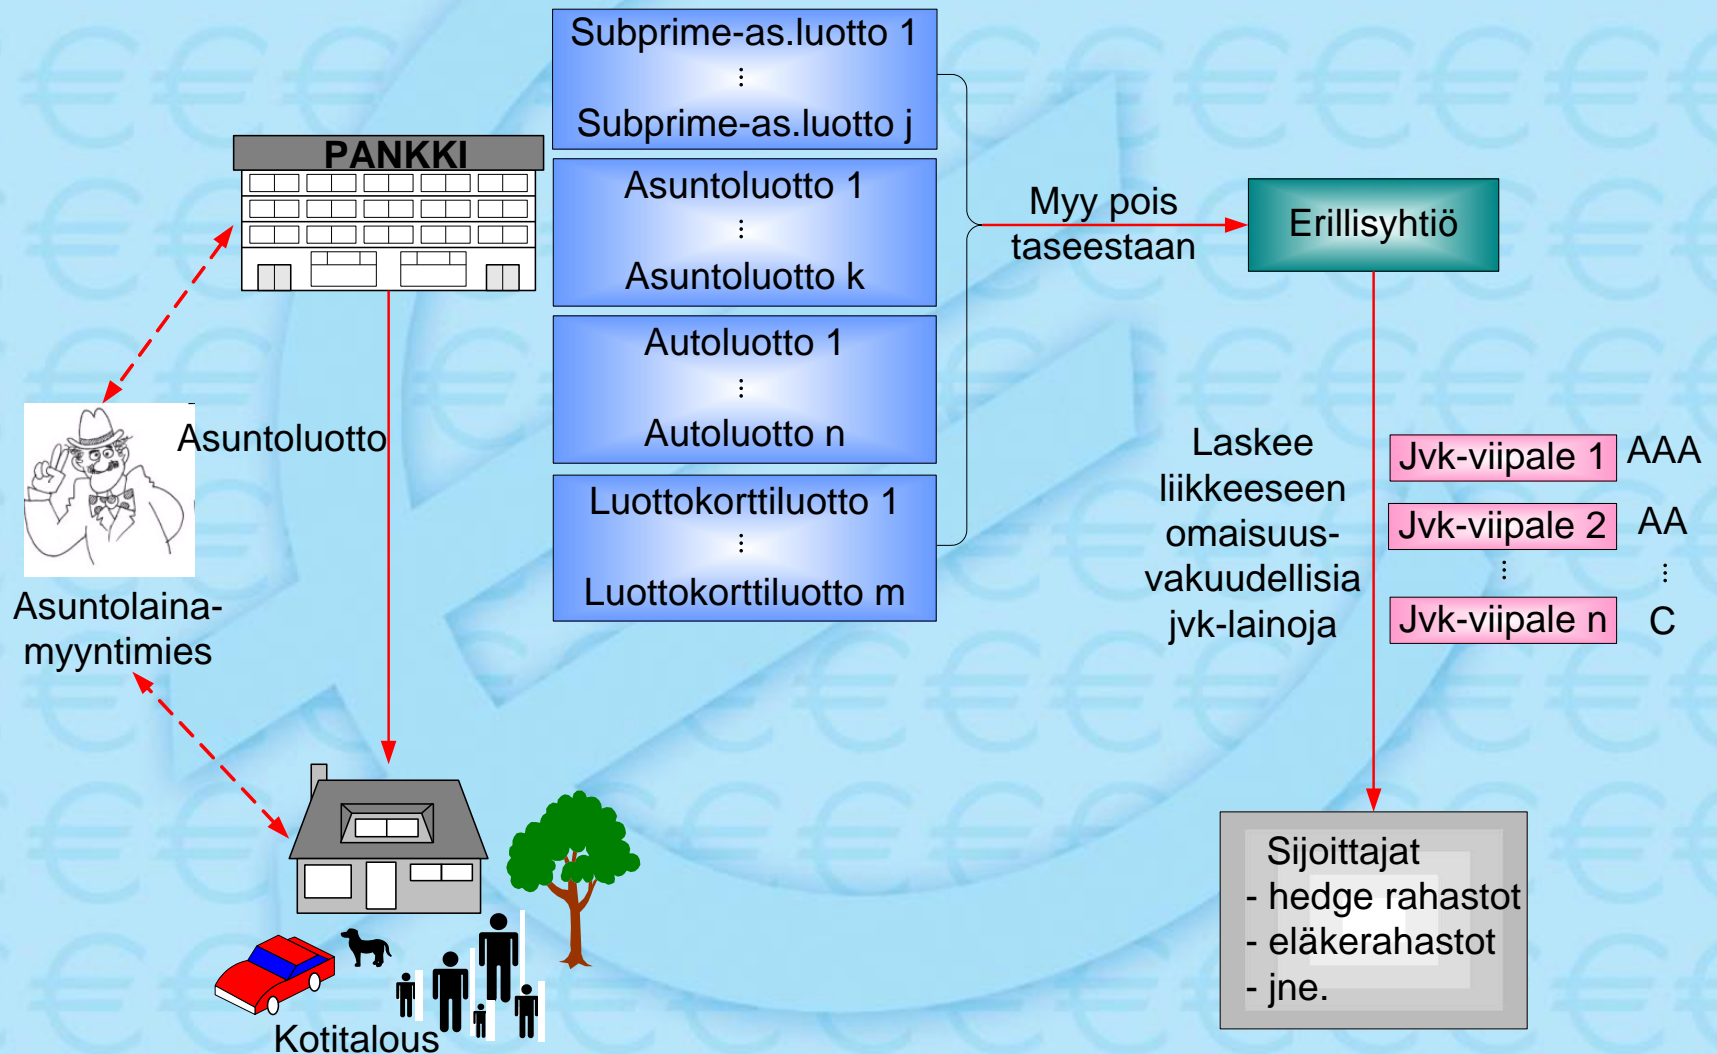 Subprime-as.luotto 1
⋮
Subprime-as.luotto j
PANKKI
Asuntoluotto 1
⋮
Asuntoluotto k
Myy pois
taseestaan
Erillisyhtiö
Autoluotto 1
⋮
Autoluotto n
Asuntoluotto
Luottokorttiluotto 1
⋮
Luottokorttiluotto m
Laskee
liikkeeseen
omaisuus-
vakuudellisia
jvk-lainoja
Jvk-viipale 1 AAA
Jvk-viipale 2 AA
⋮ ⋮
Jvk-viipale n C
Asuntolaina-
myyntimies
Sijoittajat
- hedge rahastot
- eläkerahastot
- jne.
Kotitalous